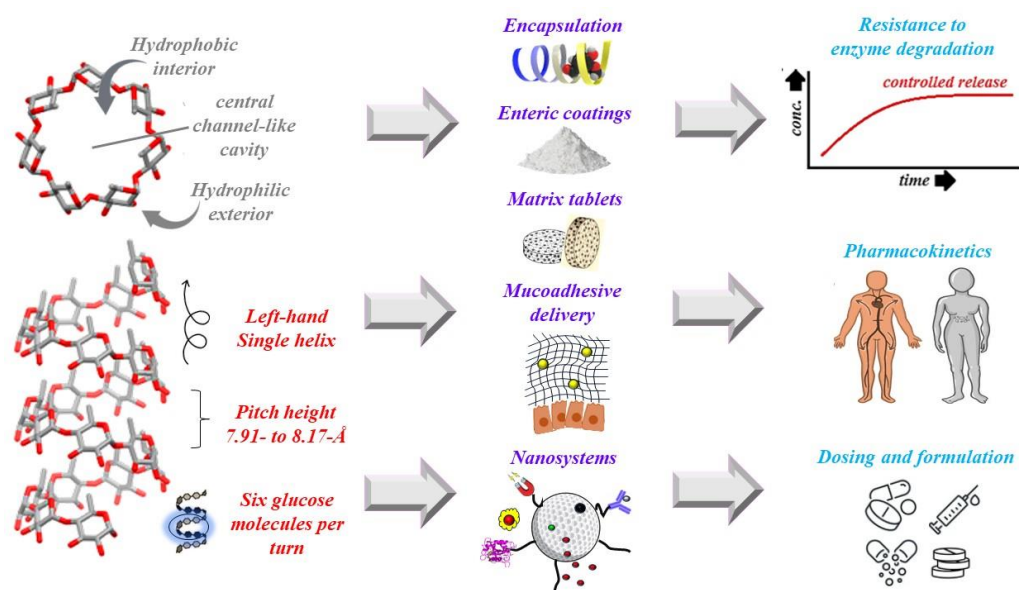 Hydrophobic
interior
central
channel-like
cavity
Hydrophilic
exterior
Left-hand
Single helix
Pitch height
7.91- to 8.17-Å
Six glucose
molecules per
turn
Encapsulation
Enteric coatings
Matrix tablets
Mucoadhesive
delivery
Nanosystems
Resistance to
enzyme degradation
controlled release
conc.
time
Pharmacokinetics
Dosing and formulation